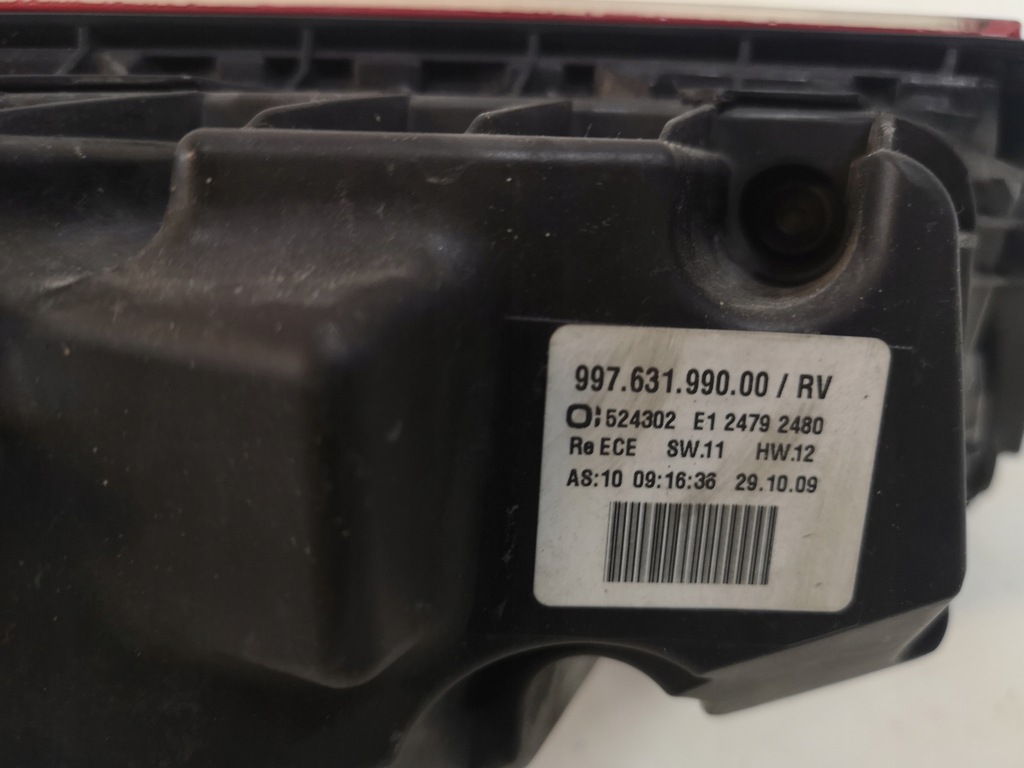 997.631.990.00 / RV
524302 E1 2479 2480
Re ECE SW.11 HW.12
AS:10 09:16:36 29.10.09